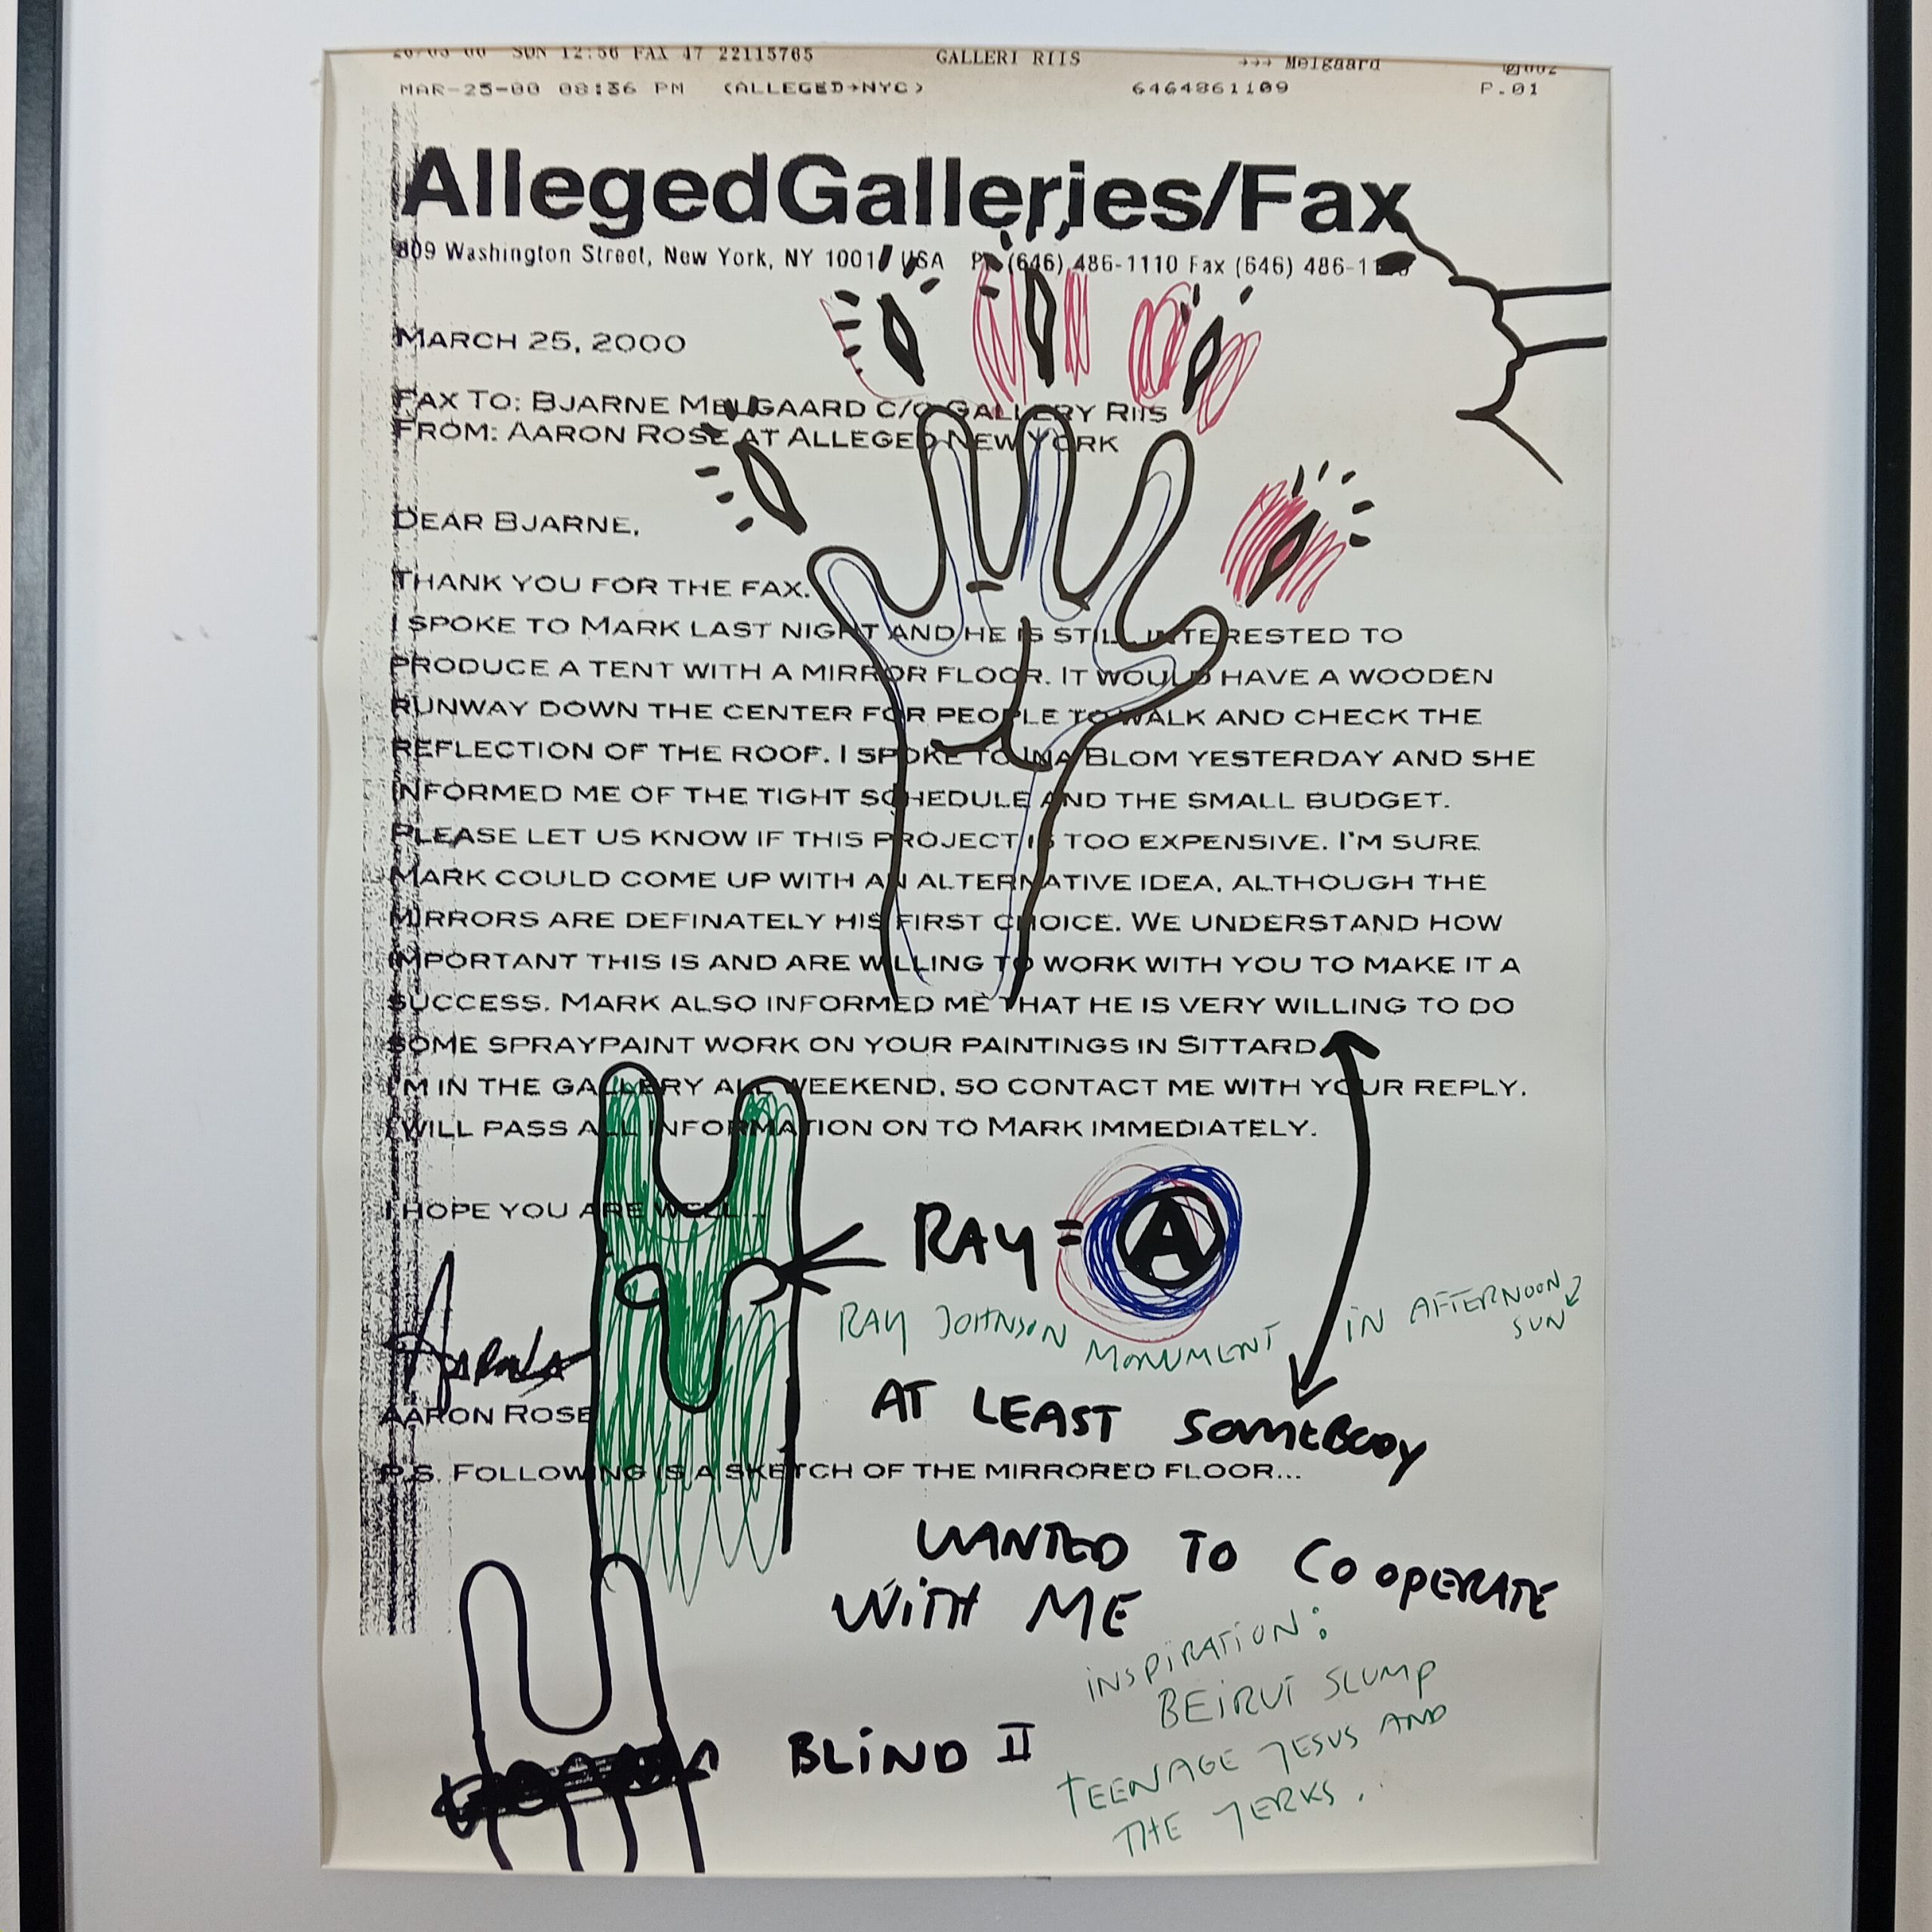 SUN 12:56 FAX 47 22115765 GALLERI RIIS →→→ Melgaard
MAR-25-00 08:36 PM (ALLEGED→NYC) 6464861109 P.01
AllegedGalleries/Fax
809 Washington Street, New York, NY 1001 USA (646) 486-1110 Fax (646) 486-11
MARCH 25, 2000
FAX TO: BJARNE MELGAARD C/O GALLERY RIIS
FROM: AARON ROSE AT ALLEGED NEW YORK
DEAR BJARNE,
THANK YOU FOR THE FAX.
I SPOKE TO MARK LAST NIGHT AND HE IS STILL INTERESTED TO
PRODUCE A TENT WITH A MIRROR FLOOR. IT WOULD HAVE A WOODEN
RUNWAY DOWN THE CENTER FOR PEOPLE TO WALK AND CHECK THE
REFLECTION OF THE ROOF. I SPOKE TO INA BLOM YESTERDAY AND SHE
INFORMED ME OF THE TIGHT SCHEDULE AND THE SMALL BUDGET.
PLEASE LET US KNOW IF THIS PROJECT IS TOO EXPENSIVE. I'M SURE
MARK COULD COME UP WITH AN ALTERNATIVE IDEA, ALTHOUGH THE
MIRRORS ARE DEFINATELY HIS FIRST CHOICE. WE UNDERSTAND HOW
IMPORTANT THIS IS AND ARE WILLING TO WORK WITH YOU TO MAKE IT A
SUCCESS. MARK ALSO INFORMED ME THAT HE IS VERY WILLING TO DO
SOME SPRAYPAINT WORK ON YOUR PAINTINGS IN SITTARD
I'M IN THE GALLERY ALL WEEKEND, SO CONTACT ME WITH YOUR REPLY.
I WILL PASS ALL INFORMATION ON TO MARK IMMEDIATELY.
I HOPE YOU ARE WELL...
RAY = A
RAY JOHNSON MONUMENT IN AFTERNOON
SUN
AT LEAST SOMEBODY
AARON ROSE
P.S. FOLLOWING IS A SKETCH OF THE MIRRORED FLOOR...
WANTED TO COOPERATE
WITH ME
INSPIRATION:
BEIRUT SLUMP
TEENAGE JESUS AND
THE JERKS.
BLIND II